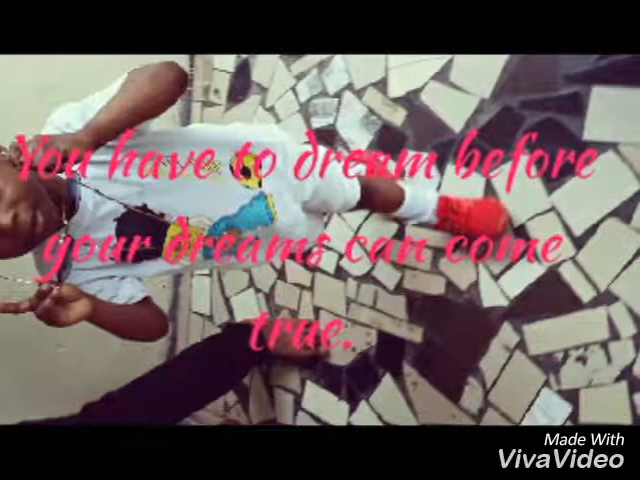 You have to dream before
your dreams can come
true.
Made With
VivaVideo